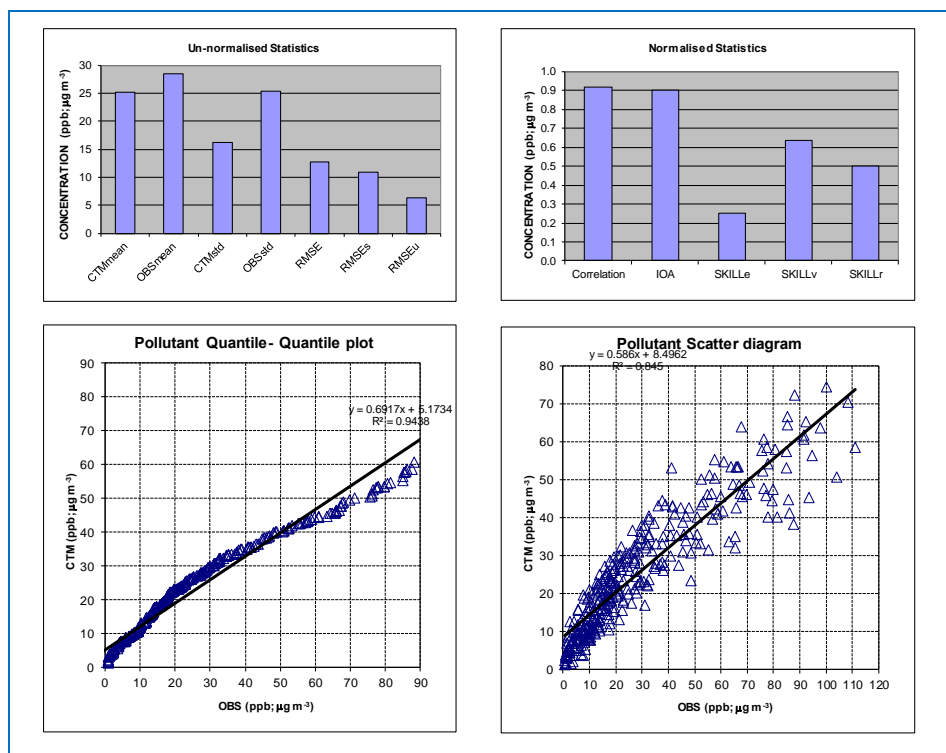 Un-normalised Statistics
CONCENTRATION (ppb; µg m-3)
30
25
20
15
10
5
0
CTMmean
OBSmean
CTMstd
OBSstd
RMSE
RMSEs
RMSEu
Normalised Statistics
CONCENTRATION (ppb; µg m-3)
1.0
0.9
0.8
0.7
0.6
0.5
0.4
0.3
0.2
0.1
0.0
Correlation
IOA
SKILLe
SKILLv
SKILLr
Pollutant Quantile- Quantile plot
y = 0.6917x + 5.1734
R² = 0.9438
CTM (ppb; µg m-3)
90
80
70
60
50
40
30
20
10
0
0 10 20 30 40 50 60 70 80 90
OBS (ppb; µg m-3)
Pollutant Scatter diagram
y = 0.586x + 8.4962
R² = 0.845
CTM (ppb; µg m-3)
80
70
60
50
40
30
20
10
0
0 10 20 30 40 50 60 70 80 90 100 110 120
OBS (ppb; µg m-3)